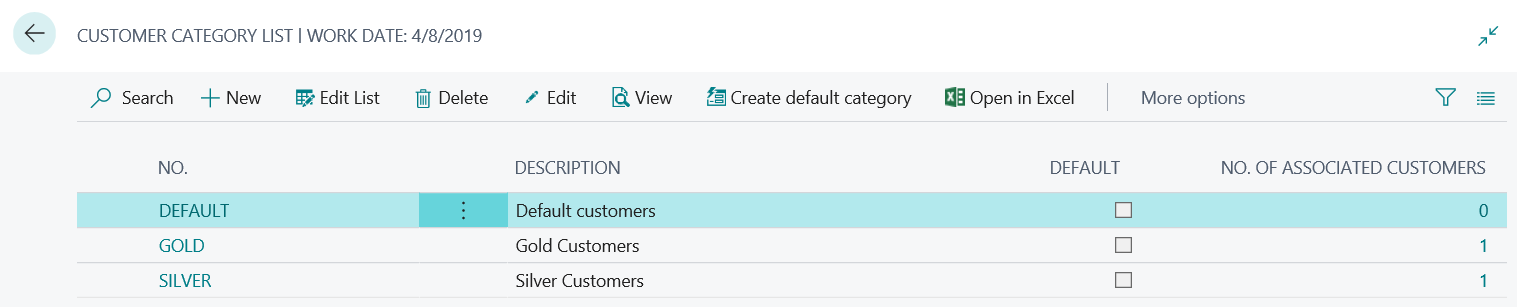 CUSTOMER CATEGORY LIST | WORK DATE: 4/8/2019
Search New Edit List Delete Edit View Create default category Open in Excel More options
NO. DESCRIPTION DEFAULT NO. OF ASSOCIATED CUSTOMERS
DEFAULT Default customers 0
GOLD Gold Customers 1
SILVER Silver Customers 1